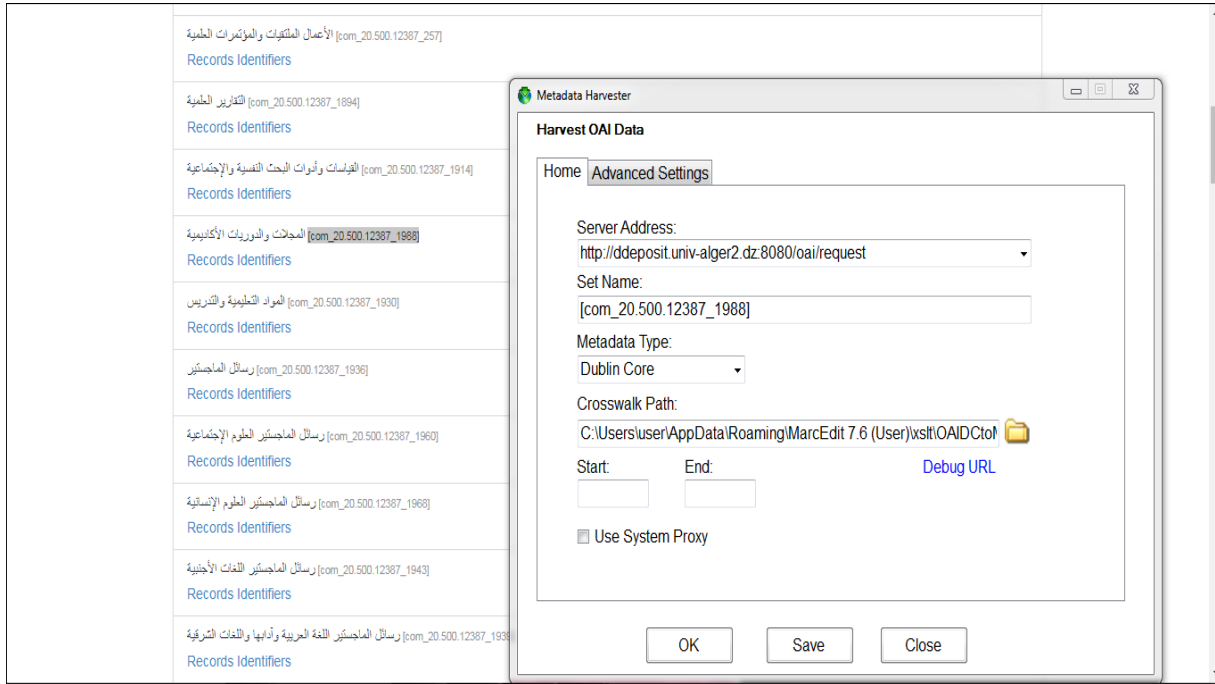 الأعمال الملتقيات والمؤتمرات العلمية [com_20.500.12387_257]
Records Identifiers
التقارير العلمية [com_20.500.12387_1894]
Records Identifiers
القياسات وأدوات البحث النفسية والإجتماعية [com_20.500.12387_1914]
Records Identifiers
المجلات والدوريات الأكاديمية [com_20.500.12387_1988]
Records Identifiers
المواد التعليمية والتدريس [com_20.500.12387_1930]
Records Identifiers
رسائل الماجستير [com_20.500.12387_1936]
Records Identifiers
رسائل الماجستير العلوم الإجتماعية [com_20.500.12387_1960]
Records Identifiers
رسائل الماجستير العلوم الإنسانية [com_20.500.12387_1968]
Records Identifiers
رسائل الماجستير اللغات الأجنبية [com_20.500.12387_1943]
Records Identifiers
رسائل الماجستير اللغة العربية وأدابها واللغات الشرقية [com_20.500.12387_1939
Records Identifiers
Metadata Harvester
Harvest OAI Data
Home Advanced Settings
Server Address:
http://ddeposit.univ-alger2.dz:8080/oai/request
Set Name:
[com_20.500.12387_1988]
Metadata Type:
Dublin Core
Crosswalk Path:
C:\Users\user\AppData\Roaming\MarcEdit 7.6 (User)\xslt\OAIDCto
Start: End: Debug URL
Use System Proxy
OK Save Close